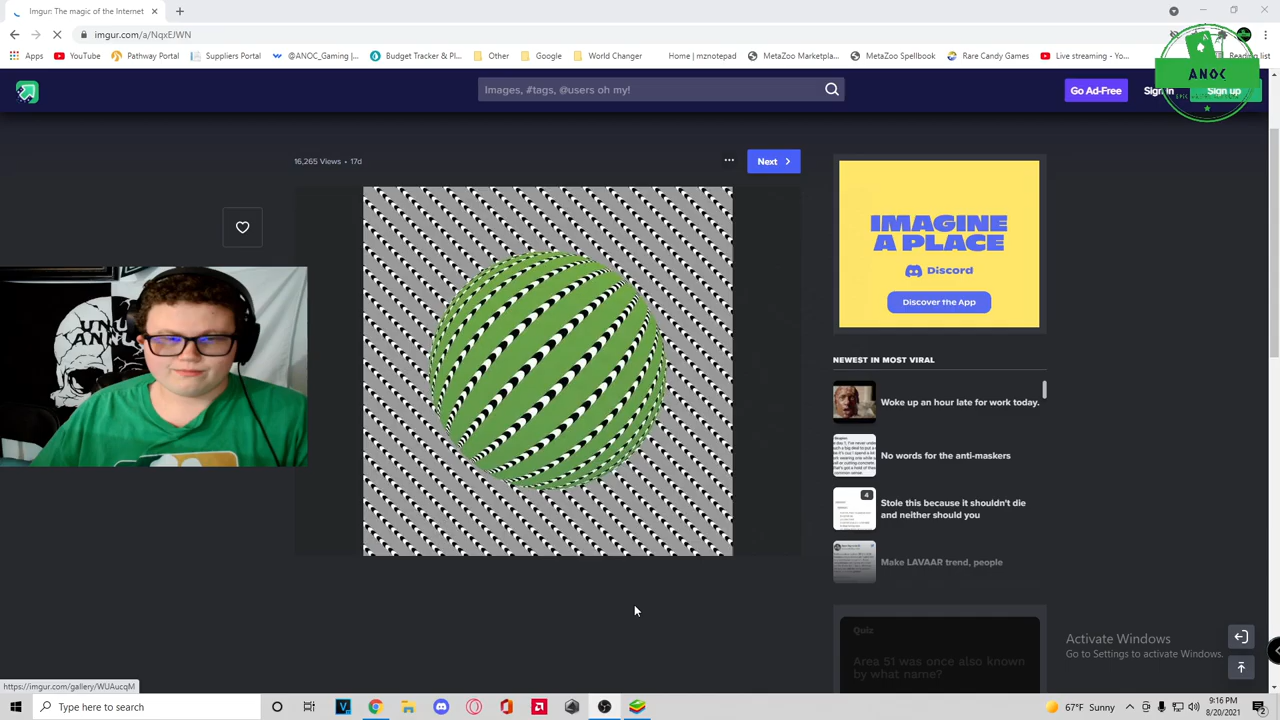 Imgur: The magic of the Internet
imgur.com/a/NqxEJWN
Apps
YouTube
Pathway Portal
Suppliers Portal
@ANOC_Gaming |...
Budget Tracker & Pl...
Other
Google
World Changer
Home | mznotepad
MetaZoo Marketpla...
MetaZoo Spellbook
Rare Candy Games
Live streaming - Yo...
Reading list
ANOC
Images, #tags, @users oh my!
Go Ad-Free
Sign in
Sign up
16,265 Views • 17d
Next
IMAGINE
A PLACE
Discord
Discover the App
NEWEST IN MOST VIRAL
Woke up an hour late for work today.
No words for the anti-maskers
4
Stole this because it shouldn't die
and neither should you
Make LAVAAR trend, people
Quiz
Area 51 was once also known
by what name?
Activate Windows
Go to Settings to activate Windows.
https://imgur.com/gallery/WUAucqM
Type here to search
67°F Sunny
9:16 PM
8/20/2021
2